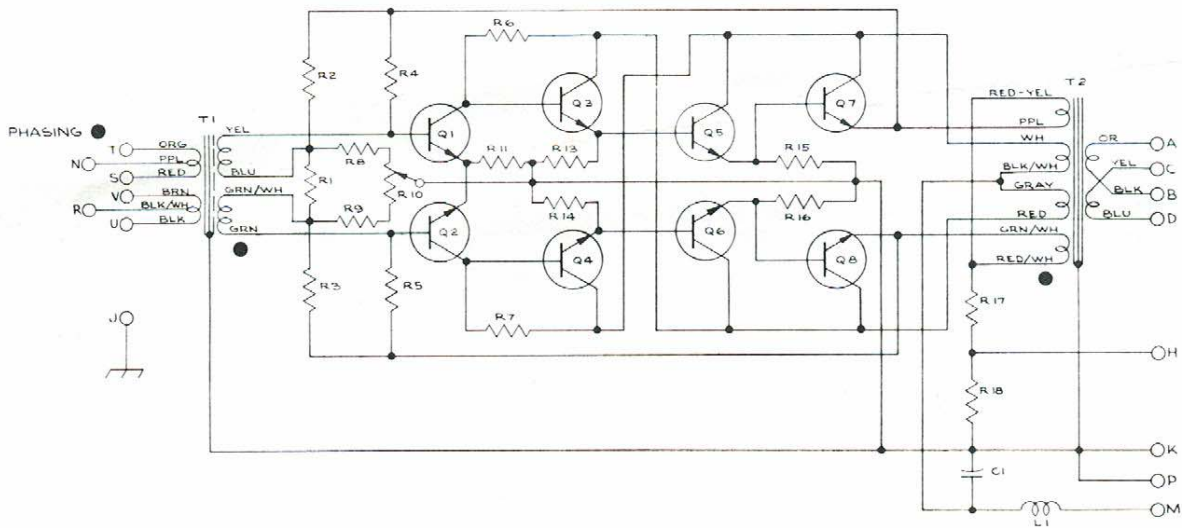 R6
R2
R4
Q3
Q7
T2
RED-YEL
T1
Q1
Q5
PPL
PHASING
YEL
WH
OR
A
T
ORG
R8
R11
R13
R15
YEL
C
N
PPL
BLU
BLK/WH
S
RED
R1
R10
GRAY
BLK
B
V
BRN
GRN/WH
R14
R16
R
BLK/WH
R9
RED
BLU
D
U
BLK
GRN
Q2
Q6
GRN/WH
Q4
Q8
RED/WH
R3
R5
R7
R17
J
H
R18
K
C1
P
M
L1